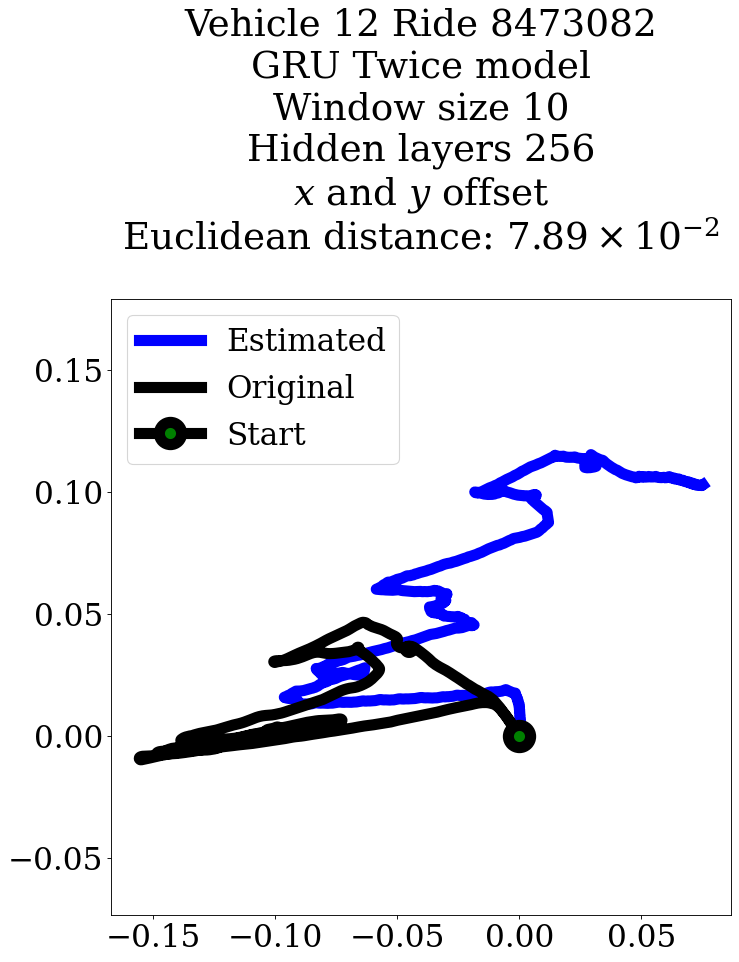 Vehicle 12 Ride 8473082
GRU Twice model
Window size 10
Hidden layers 256
x and y offset
Euclidean distance: 7.89 × 10⁻²
Estimated
Original
Start
0.15
0.10
0.05
0.00
−0.05
−0.15 −0.10 −0.05 0.00 0.05